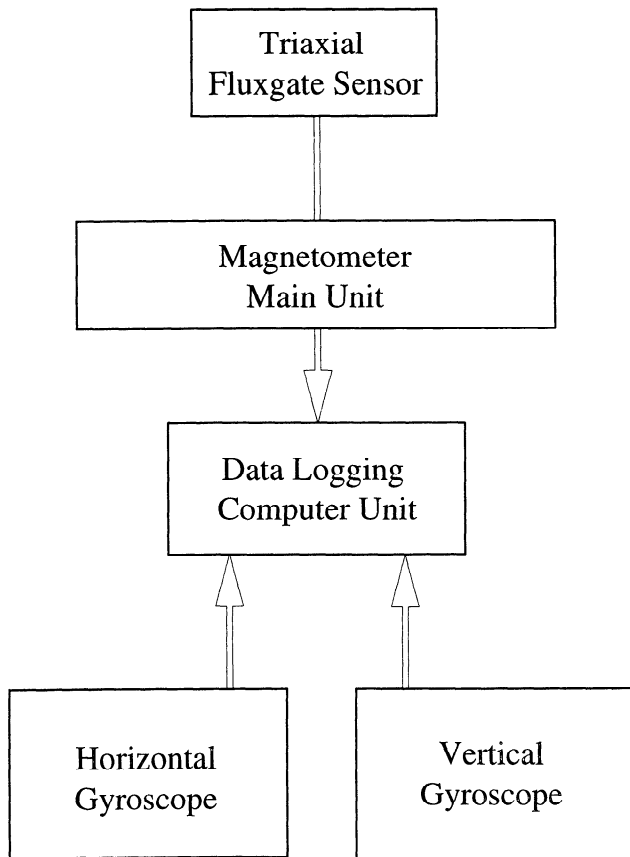 Triaxial
Fluxgate Sensor
Magnetometer
Main Unit
Data Logging
Computer Unit
Horizontal
Gyroscope
Vertical
Gyroscope